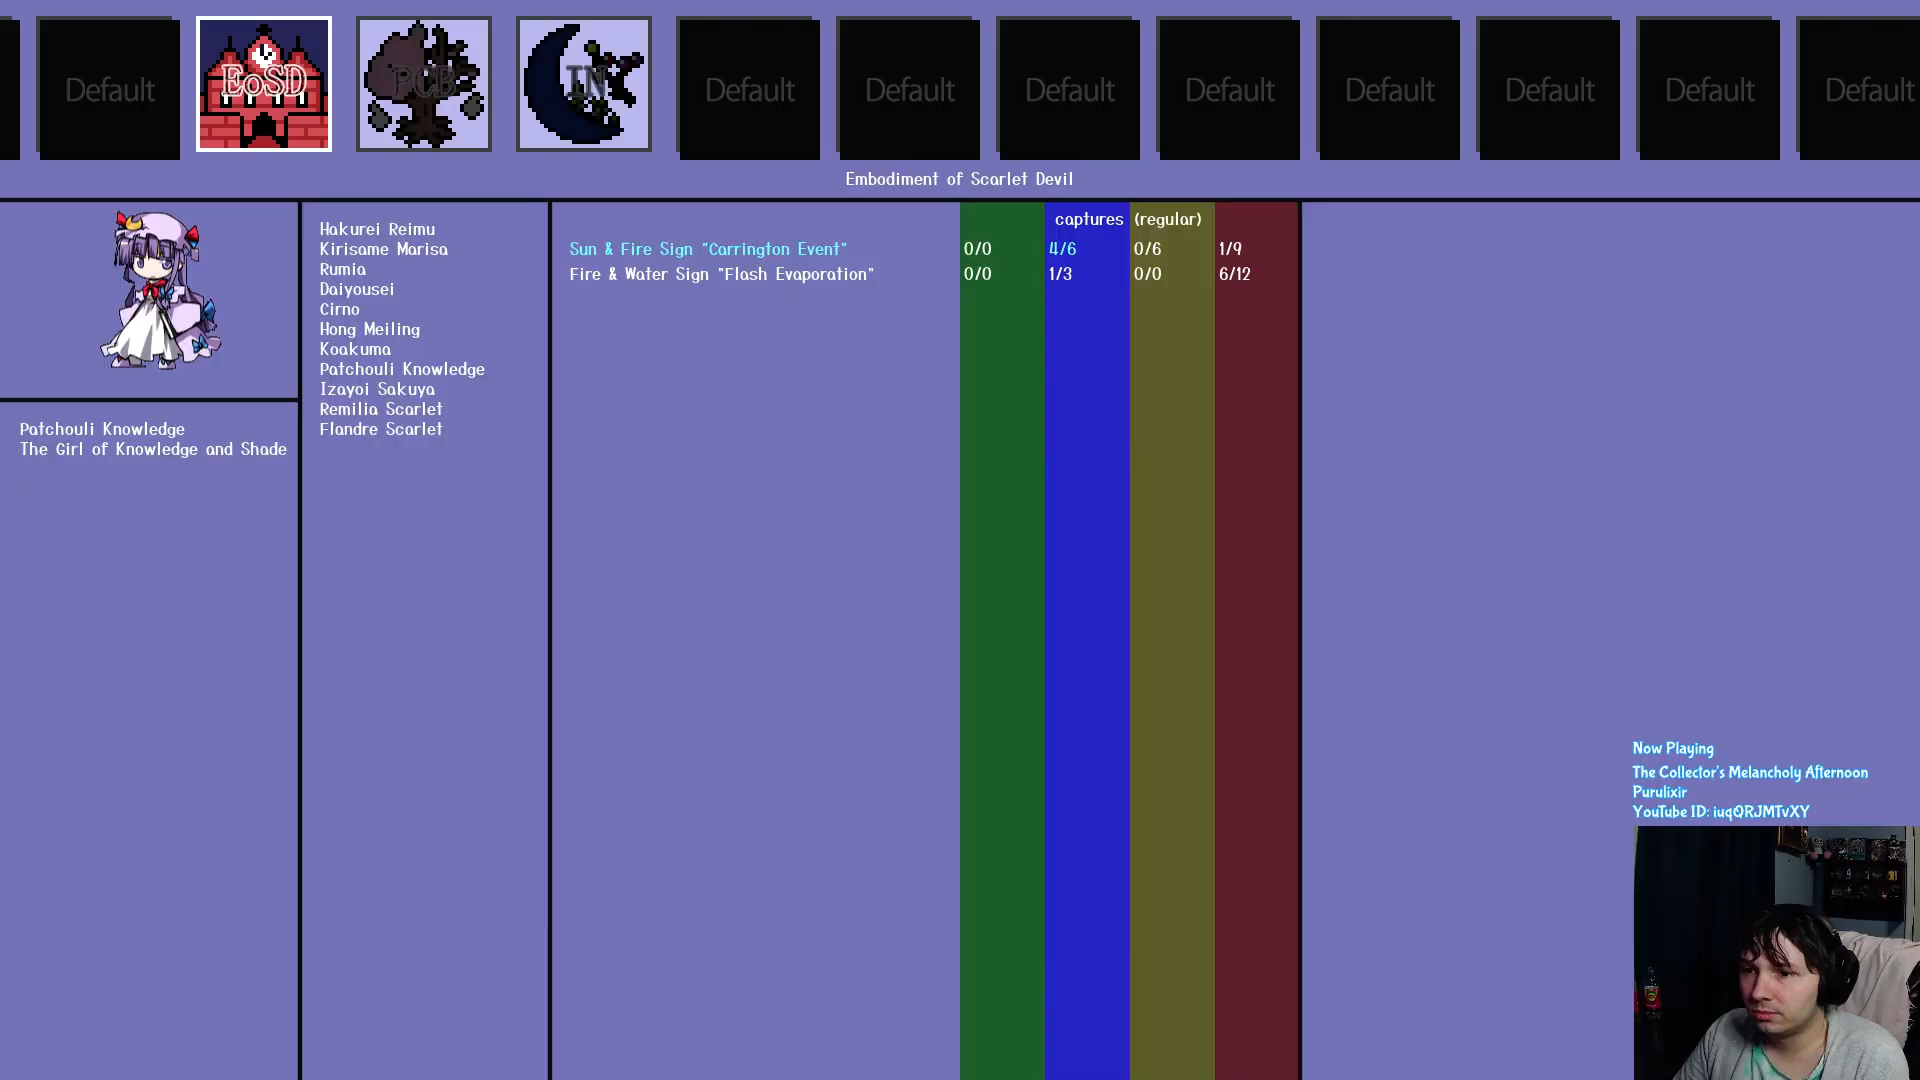 Default
EoSD
PCB
IN
Default
Default
Default
Default
Default
Default
Default
Default
Embodiment of Scarlet Devil
Hakurei Reimu
Kirisame Marisa
Rumia
Daiyousei
Cirno
Hong Meiling
Koakuma
Patchouli Knowledge
Izayoi Sakuya
Remilia Scarlet
Flandre Scarlet
captures (regular)
Sun & Fire Sign "Carrington Event" 0/0 4/6 0/6 1/9
Fire & Water Sign "Flash Evaporation" 0/0 1/3 0/0 6/12
Patchouli Knowledge
The Girl of Knowledge and Shade
Now Playing
The Collector's Melancholy Afternoon
Purulixir
YouTube ID: iuqQRJMTvXY